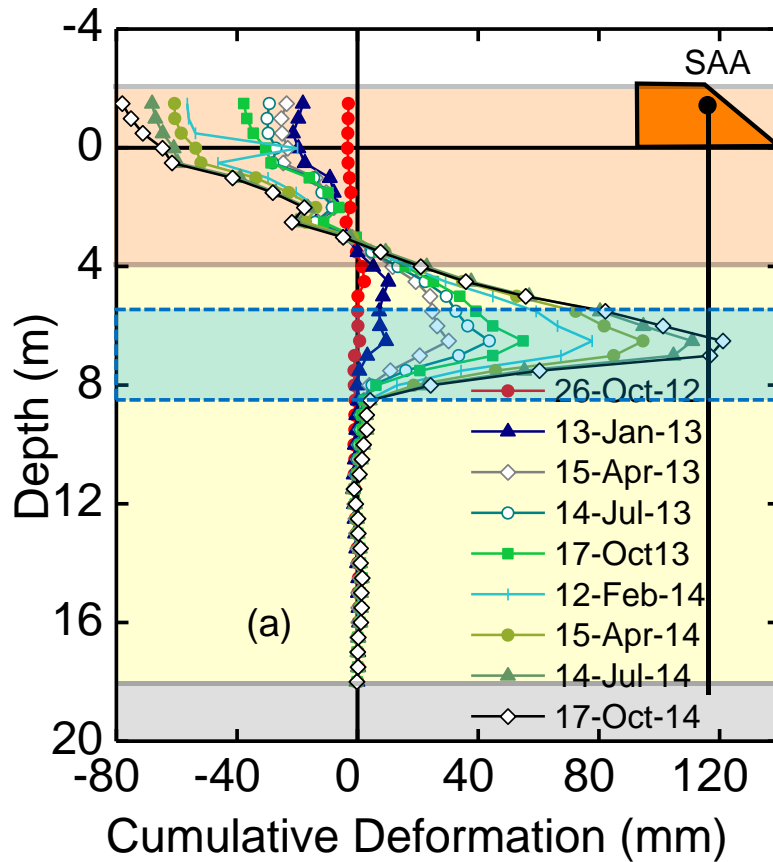 -4
SAA
0
4
8
26-Oct-12
13-Jan-13
15-Apr-13
12
14-Jul-13
17-Oct13
12-Feb-14
16
(a)
15-Apr-14
14-Jul-14
17-Oct-14
20
-80 -40 0 40 80 120
Depth (m)
Cumulative Deformation (mm)